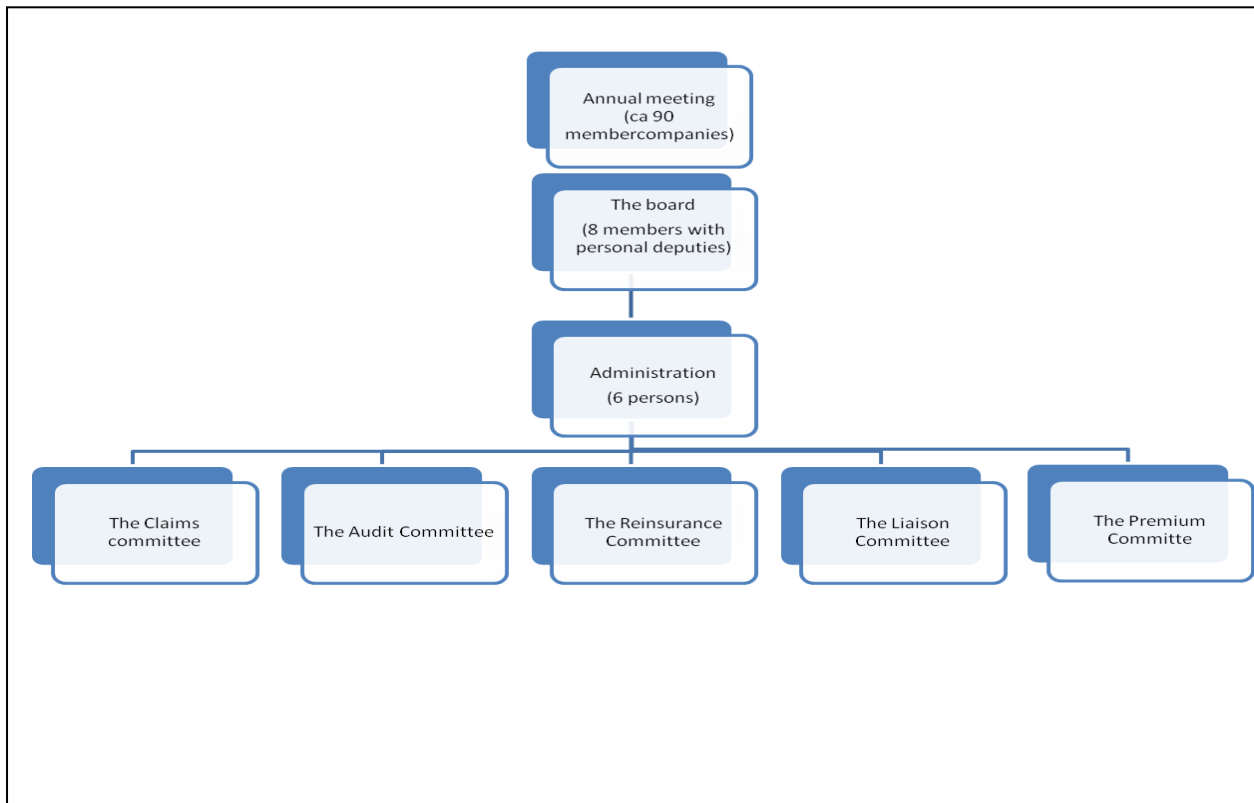 Annual meeting
(ca 90
membercompanies)
The board
(8 members with
personal deputies)
Administration
(6 persons)
The Claims
committee
The Audit Committee
The Reinsurance
Committee
The Liaison
Committee
The Premium
Committe